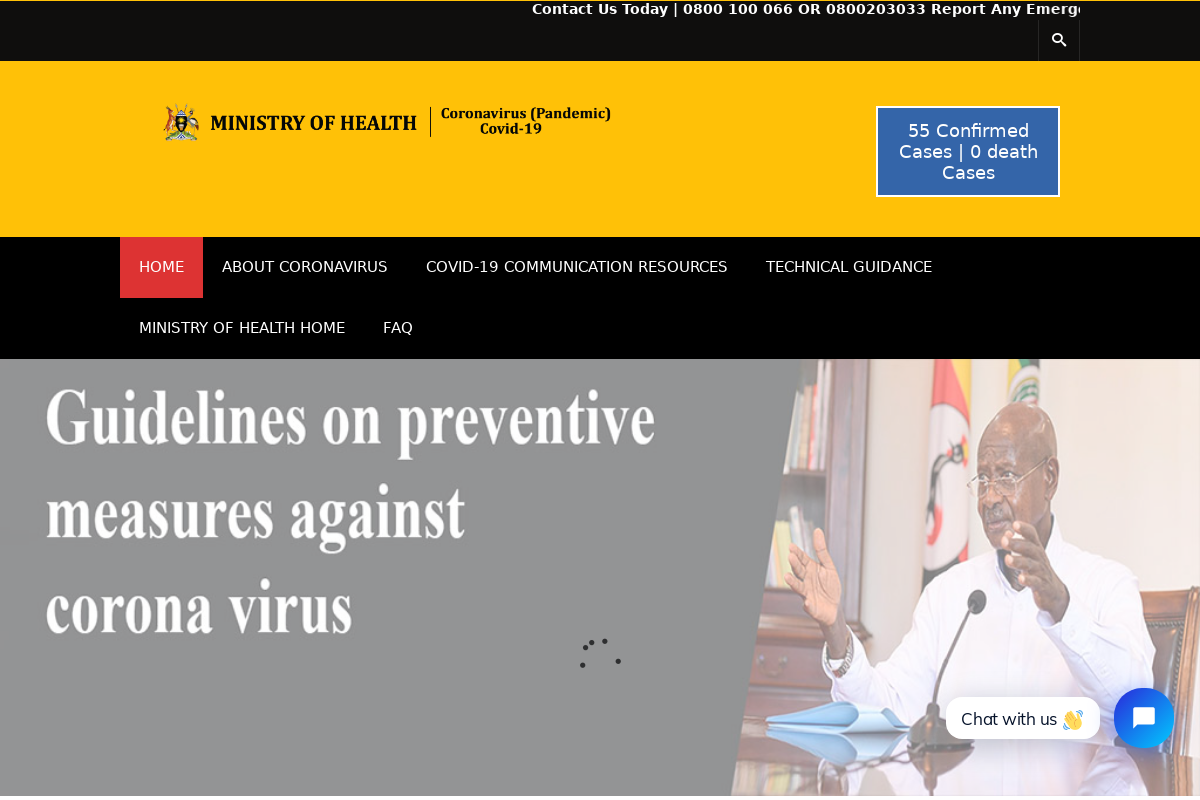 Contact Us Today | 0800 100 066 OR 0800203033 Report Any
MINISTRY OF HEALTH
Coronavirus (Pandemic)
Covid-19
55 Confirmed
Cases | 0 death
Cases
HOME ABOUT CORONAVIRUS COVID-19 COMMUNICATION RESOURCES TECHNICAL GUIDANCE
MINISTRY OF HEALTH HOME FAQ
Guidelines on preventive
measures against
corona virus
Chat with us 👋